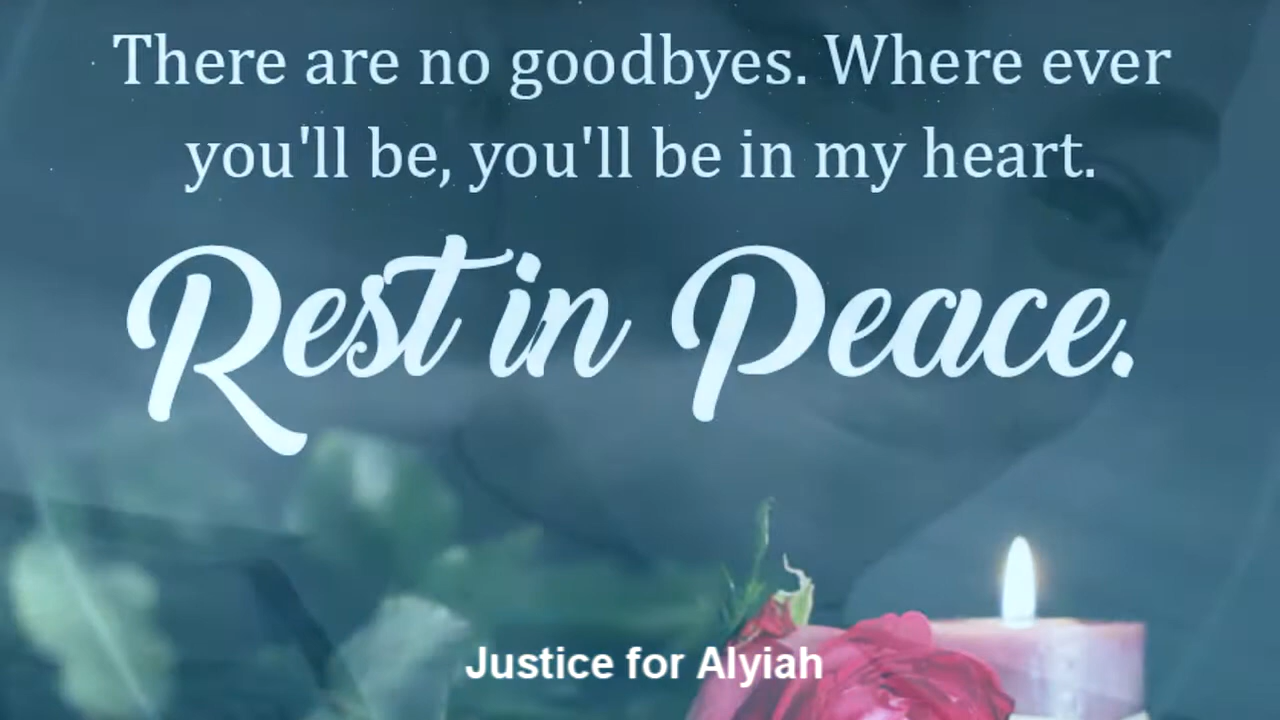 There are no goodbyes. Where ever
you'll be, you'll be in my heart.
Rest in Peace.
Justice for Alyiah